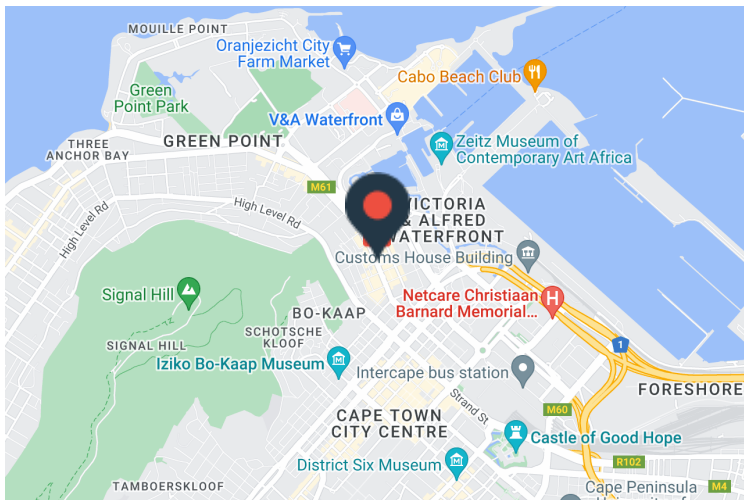 MOUILLE POINT
Oranjezicht City
Farm Market
Cabo Beach Club
Green
Point Park
V&A Waterfront
THREE
ANCHOR BAY
GREEN POINT
Zeitz Museum of
Contemporary Art Africa
M61
High Level Rd
High Level Rd
VICTORIA
& ALFRED
WATERFRONT
Customs House Building
Signal Hill
Netcare Christiaan
Barnard Memorial...
H
BO-KAAP
SCHOTSCHE
KLOOF
SIGNAL HILL
1
Iziko Bo-Kaap Museum
Intercape bus station
FORESHORE
Strand St
M60
CAPE TOWN
CITY CENTRE
Castle of Good Hope
District Six Museum
R102
TAMBOERSKLOOF
Cape Peninsula
M4